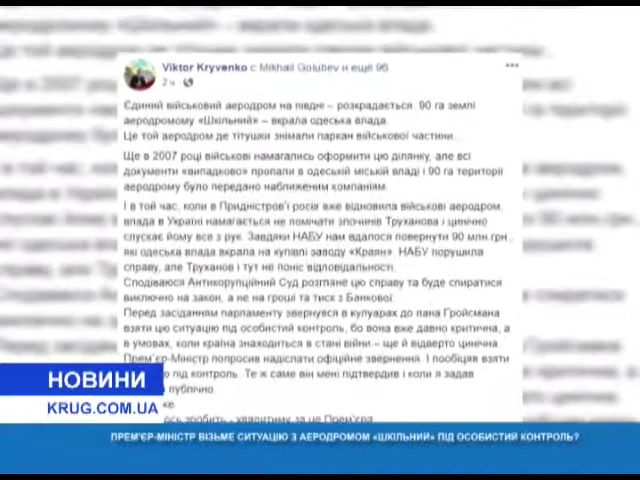 Viktor Kryvenko с Mikhail Golubev и ещё 96
2 ч
Єдиний військовий аеродром на півдні – розкрадається. 90 га землі
аеродромому «Шкільний» – вкрала одеська влада.
Це той аеродром де тітушки знімали паркан військової частини...
Ще в 2007 році військові намагались оформити цю ділянку, але всі
документи «випадково» пропали в одеській міській владі і 90 га території
аеродрому було передано наближеним компаніям.
І в той час, коли в Придністров'ї росія вже відновила військові аеродром,
влада в Україні намагається не помічати злочинів Труханова і цинічно
спускає йому все з рук. Завдяки НАБУ нам вдалося повернути 90 млн грн.,
які одеська влада вкрала на купівлі заводу «Краян». НАБУ порушила
справу, але Труханов і тут не поніс відповідальності.
Сподіваюся Антикорупційний Суд розгляне цю справу та буде спиратися
виключно на закон, а не на гроші та тиск з Банкової.
Перед засіданням парламенту звернувся в кулуарах до пана Гройсмана
взяти цю ситуацію під особистий контроль, бо вона вже давно критична, а
в умовах, коли країна знаходиться в стані війни – ще й відверто цинічна.
Прем'єр-Міністр попросив надіслати офіційне звернення. І пообіцяв взяти
під контроль. Те ж саме він мені підтвердив і коли я задав
публічно.
зробить - хвалитиму за це Прем'єра
НОВИНИ
KRUG.COM.UA
ПРЕМ'ЄР-МІНІСТР ВІЗЬМЕ СИТУАЦІЮ З АЕРОДРОМОМ «ШКІЛЬНИЙ» ПІД ОСОБИСТИЙ КОНТРОЛЬ?